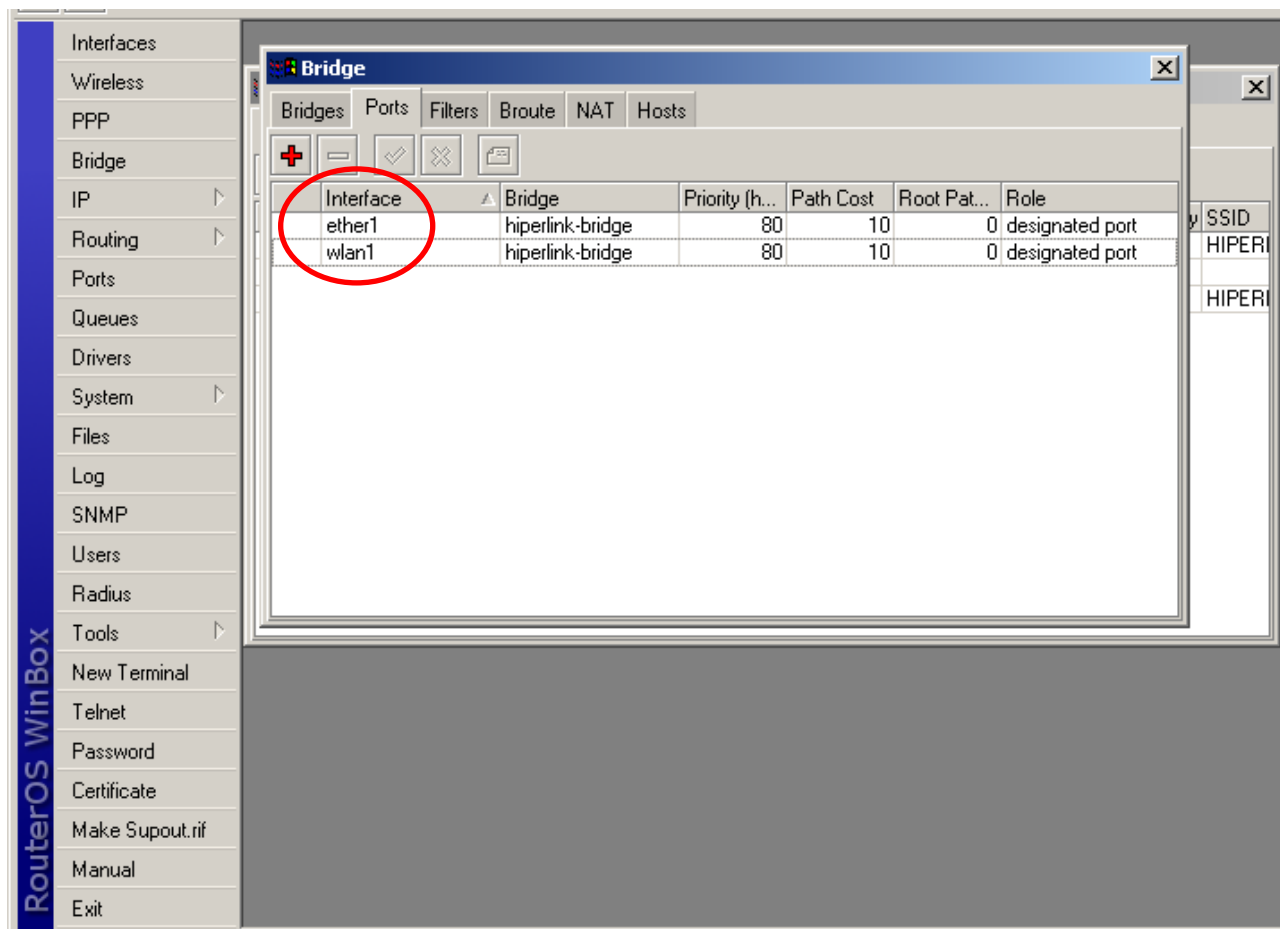 Interfaces
Wireless
PPP
Bridge
IP
Routing
Ports
Queues
Drivers
System
Files
Log
SNMP
Users
Radius
Tools
New Terminal
Telnet
Password
Certificate
Make Supout.rif
Manual
Exit
RouterOS WinBox
Bridge
Bridges Ports Filters Broute NAT Hosts
Interface Bridge Priority (h... Path Cost Root Pat... Role
ether1 hiperlink-bridge 80 10 0 designated port
wlan1 hiperlink-bridge 80 10 0 designated port
y SSID
HIPERI
HIPERI